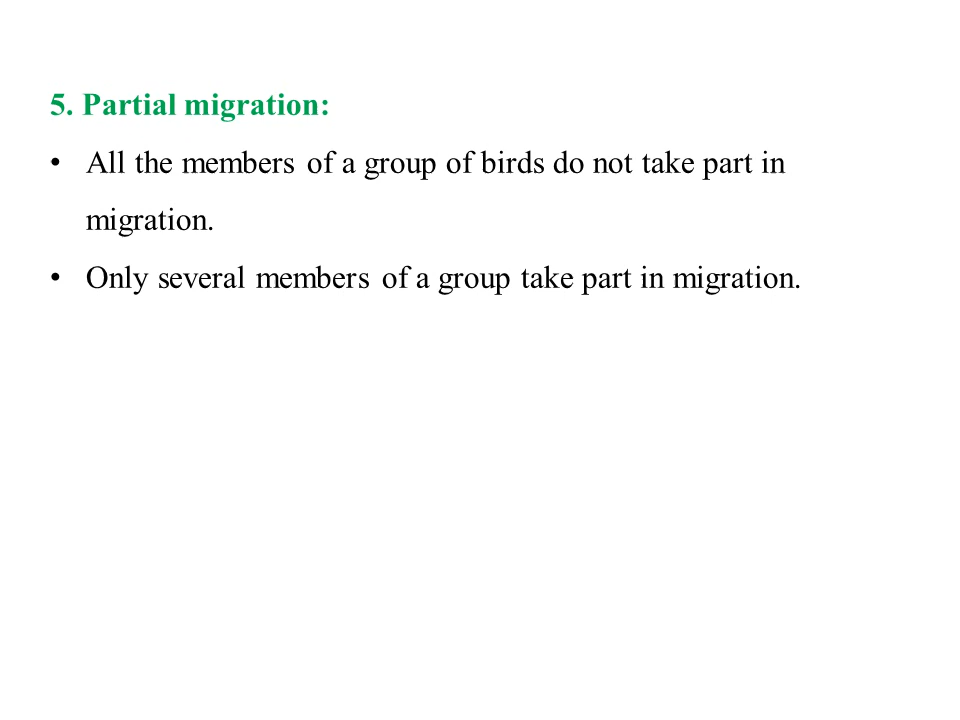 5. Partial migration:
• All the members of a group of birds do not take part in
migration.
• Only several members of a group take part in migration.